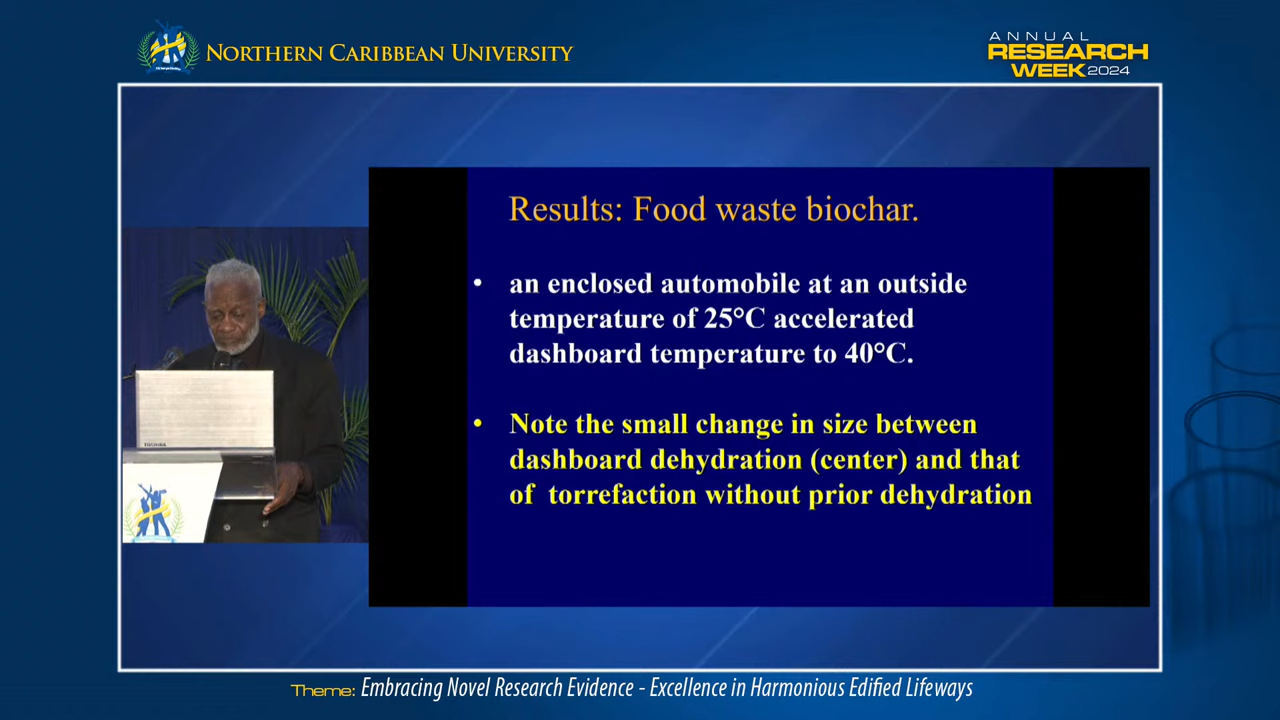 NORTHERN CARIBBEAN UNIVERSITY
ANNUAL
RESEARCH
WEEK 2024
Results: Food waste biochar.
• an enclosed automobile at an outside
temperature of 25°C accelerated
dashboard temperature to 40°C.
• Note the small change in size between
dashboard dehydration (center) and that
of torrefaction without prior dehydration
TOSHIBA
Theme: Embracing Novel Research Evidence - Excellence in Harmonious Edified Lifeways